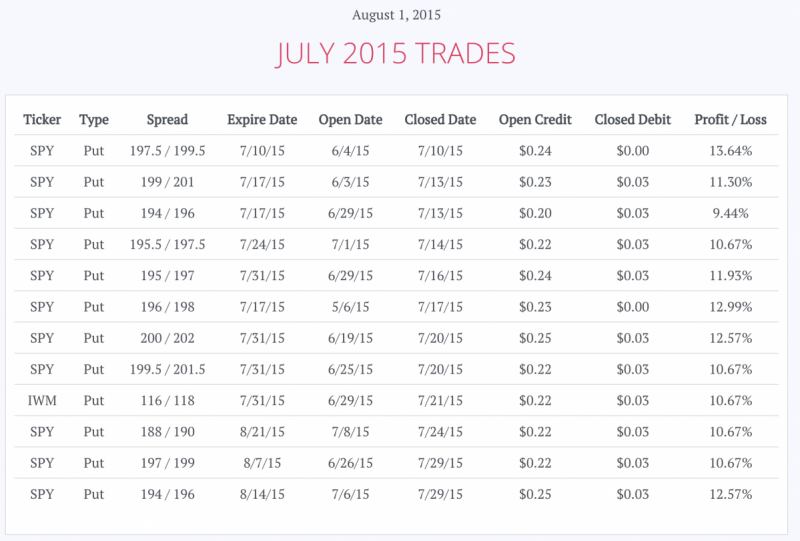 August 1, 2015
JULY 2015 TRADES
Ticker Type Spread Expire Date Open Date Closed Date Open Credit Closed Debit Profit / Loss
SPY Put 197.5 / 199.5 7/10/15 6/4/15 7/10/15 $0.24 $0.00 13.64%
SPY Put 199 / 201 7/17/15 6/3/15 7/13/15 $0.23 $0.03 11.30%
SPY Put 194 / 196 7/17/15 6/29/15 7/13/15 $0.20 $0.03 9.44%
SPY Put 195.5 / 197.5 7/24/15 7/1/15 7/14/15 $0.22 $0.03 10.67%
SPY Put 195 / 197 7/31/15 6/29/15 7/16/15 $0.24 $0.03 11.93%
SPY Put 196 / 198 7/17/15 5/6/15 7/17/15 $0.23 $0.00 12.99%
SPY Put 200 / 202 7/31/15 6/19/15 7/20/15 $0.25 $0.03 12.57%
SPY Put 199.5 / 201.5 7/31/15 6/25/15 7/20/15 $0.22 $0.03 10.67%
IWM Put 116 / 118 7/31/15 6/29/15 7/21/15 $0.22 $0.03 10.67%
SPY Put 188 / 190 8/21/15 7/8/15 7/24/15 $0.22 $0.03 10.67%
SPY Put 197 / 199 8/7/15 6/26/15 7/29/15 $0.22 $0.03 10.67%
SPY Put 194 / 196 8/14/15 7/6/15 7/29/15 $0.25 $0.03 12.57%